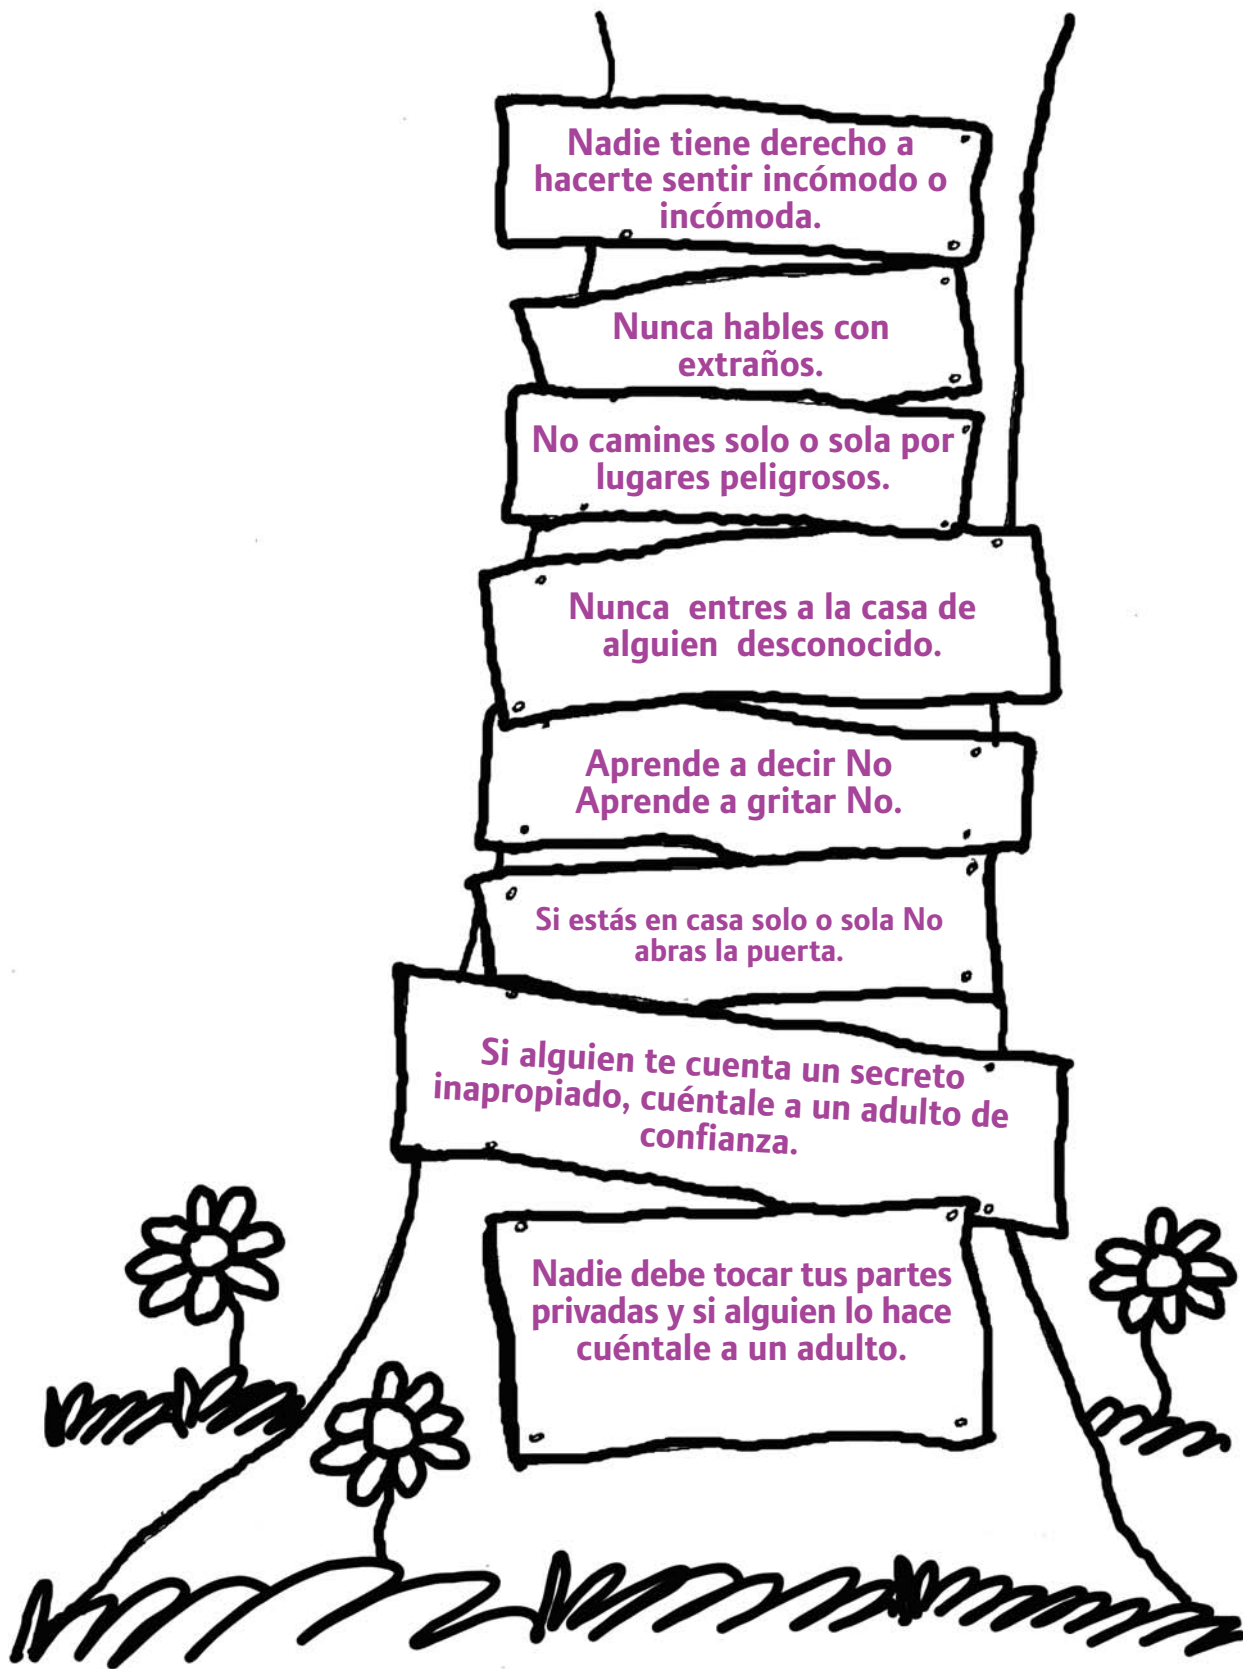 Nadie tiene derecho a
hacerte sentir incómodo o
incómoda.
Nunca hables con
extraños.
No camines solo o sola por
lugares peligrosos.
Nunca entres a la casa de
alguien desconocido.
Aprende a decir No
Aprende a gritar No.
Si estás en casa solo o sola No
abras la puerta.
Si alguien te cuenta un secreto
inapropiado, cuéntale a un adulto de
confianza.
Nadie debe tocar tus partes
privadas y si alguien lo hace
cuéntale a un adulto.